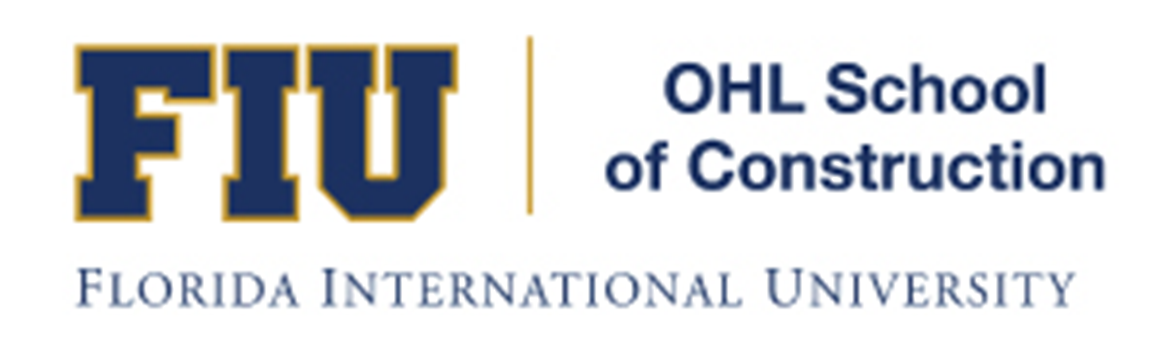 FIU
OHL School
of Construction
FLORIDA INTERNATIONAL UNIVERSITY